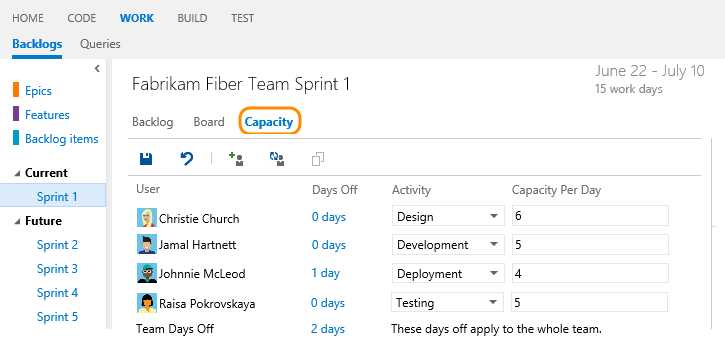 HOME CODE WORK BUILD TEST
Backlogs Queries
Epics
Features
Backlog items
Current
Sprint 1
Future
Sprint 2
Sprint 3
Sprint 4
Sprint 5
Fabrikam Fiber Team Sprint 1
June 22 - July 10
15 work days
Backlog Board Capacity
User Days Off Activity Capacity Per Day
Christie Church 0 days Design 6
Jamal Hartnett 0 days Development 5
Johnnie McLeod 1 day Deployment 4
Raisa Pokrovskaya 0 days Testing 5
Team Days Off 2 days These days off apply to the whole team.